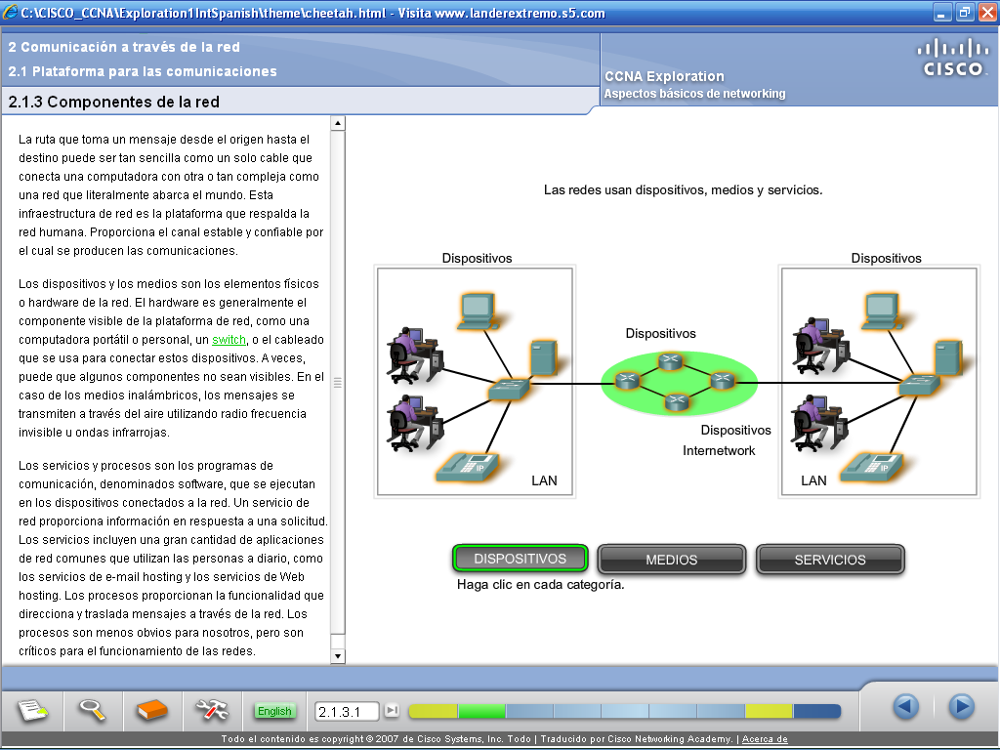 C:\CISCO_CCNA\Exploration1IntSpanish\theme\cheetah.html - Visita www.landerextremo.s5.com
2 Comunicación a través de la red
2.1 Plataforma para las comunicaciones
2.1.3 Componentes de la red
CCNA Exploration
Aspectos básicos de networking
CISCO
La ruta que toma un mensaje desde el origen hasta el
destino puede ser tan sencilla como un solo cable que
conecta una computadora con otra o tan compleja como
una red que literalmente abarca el mundo. Esta
infraestructura de red es la plataforma que respalda la
red humana. Proporciona el canal estable y confiable por
el cual se producen las comunicaciones.
Los dispositivos y los medios son los elementos físicos
o hardware de la red. El hardware es generalmente el
componente visible de la plataforma de red, como una
computadora portátil o personal, un switch, o el cableado
que se usa para conectar estos dispositivos. A veces,
puede que algunos componentes no sean visibles. En el
caso de los medios inalámbricos, los mensajes se
transmiten a través del aire utilizando radio frecuencia
invisible u ondas infrarrojas.
Los servicios y procesos son los programas de
comunicación, denominados software, que se ejecutan
en los dispositivos conectados a la red. Un servicio de
red proporciona información en respuesta a una solicitud.
Los servicios incluyen una gran cantidad de aplicaciones
de red comunes que utilizan las personas a diario, como
los servicios de e-mail hosting y los servicios de Web
hosting. Los procesos proporcionan la funcionalidad que
direcciona y traslada mensajes a través de la red. Los
procesos son menos obvios para nosotros, pero son
críticos para el funcionamiento de las redes.
Las redes usan dispositivos, medios y servicios.
Dispositivos
Dispositivos
Dispositivos
Dispositivos
Internetwork
IP
LAN
LAN
IP
DISPOSITIVOS
MEDIOS
SERVICIOS
Haga clic en cada categoría.
English
2.1.3.1
Todo el contenido es copyright © 2007 de Cisco Systems, Inc. Todo | Traducido por Cisco Networking Academy. | Acerca de